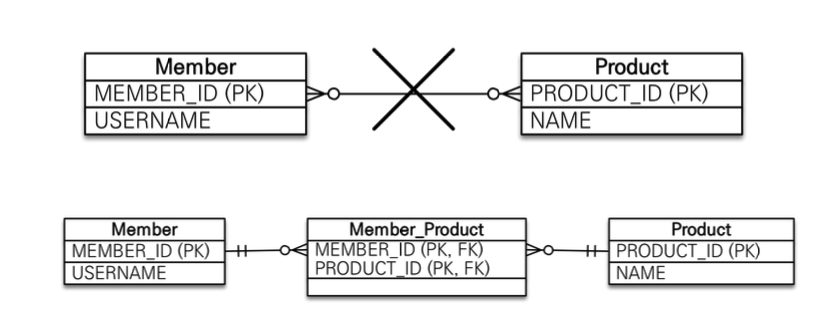 Member
MEMBER_ID (PK)
USERNAME
Product
PRODUCT_ID (PK)
NAME
Member
MEMBER_ID (PK)
USERNAME
Member_Product
MEMBER_ID (PK, FK)
PRODUCT_ID (PK, FK)
Product
PRODUCT_ID (PK)
NAME